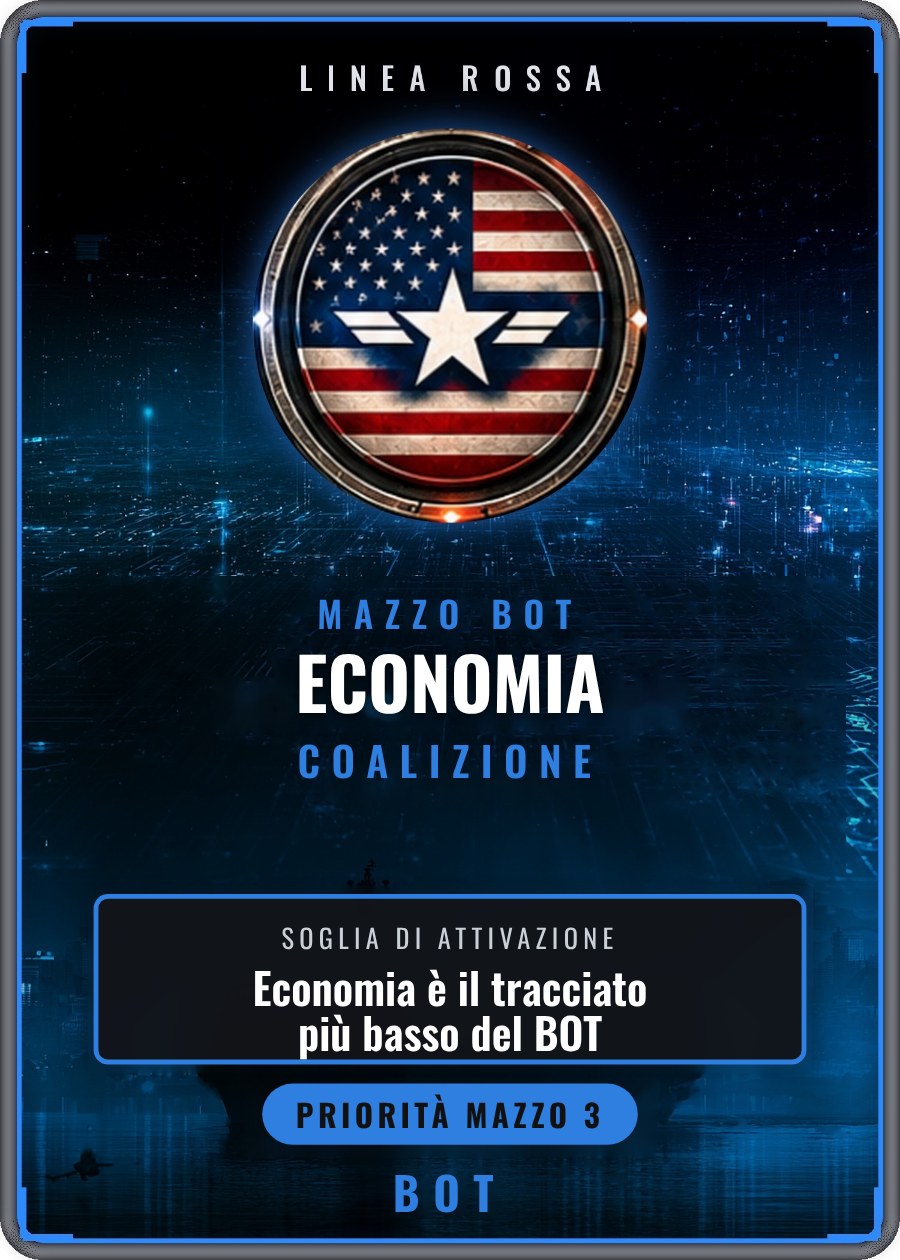 LINEA ROSSA
MAZZO BOT
ECONOMIA
COALIZIONE
SOGLIA DI ATTIVAZIONE
Economia è il tracciato
più basso del BOT
PRIORITÀ MAZZO 3
BOT